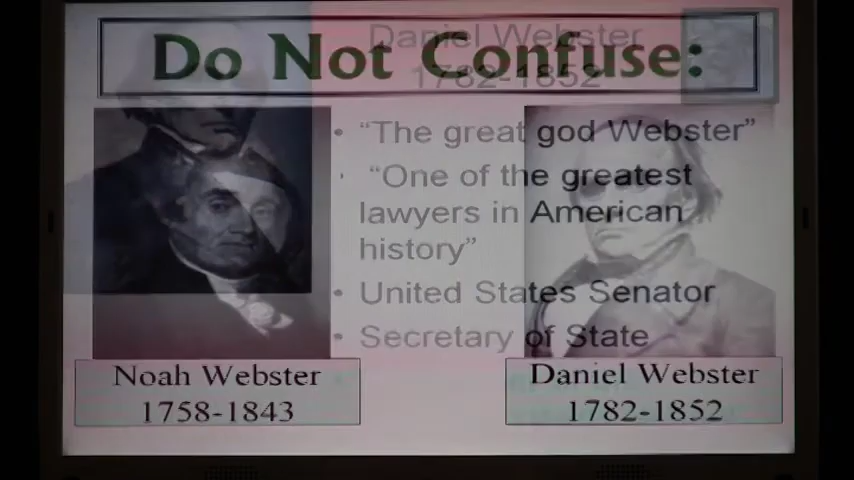 Do Not Confuse:
Daniel Webster
1782-1852
• “The great god Webster”
• “One of the greatest
lawyers in American
history”
• United States Senator
• Secretary of State
Noah Webster
1758-1843
Daniel Webster
1782-1852